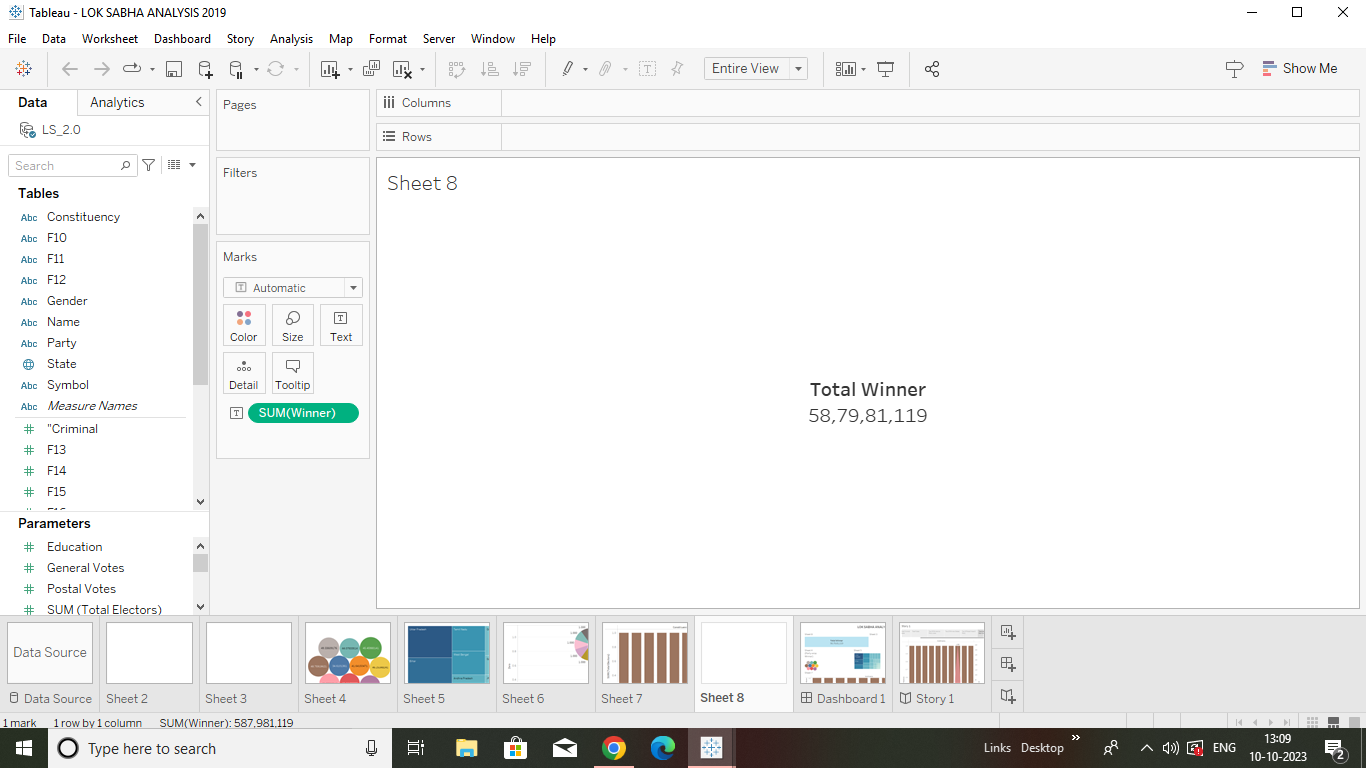 Tableau - LOK SABHA ANALYSIS 2019
File Data Worksheet Dashboard Story Analysis Map Format Server Window Help
Entire View
Show Me
Data Analytics
LS_2.0
Search
Tables
Abc Constituency
Abc F10
Abc F11
Abc F12
Abc Gender
Abc Name
Abc Party
State
Abc Symbol
Abc Measure Names
# "Criminal
# F13
# F14
# F15
Parameters
# Education
# General Votes
# Postal Votes
# SUM (Total Electors)
Pages
Filters
Marks
Automatic
Color Size Text
Detail Tooltip
SUM(Winner)
Columns
Rows
Sheet 8
Total Winner
58,79,81,119
Data Source
Data Source Sheet 2 Sheet 3 Sheet 4 Sheet 5 Sheet 6 Sheet 7 Sheet 8 Dashboard 1 Story 1
1 mark 1 row by 1 column SUM(Winner): 587,981,119
Type here to search
Links Desktop
ENG
13:09
10-10-2023
2